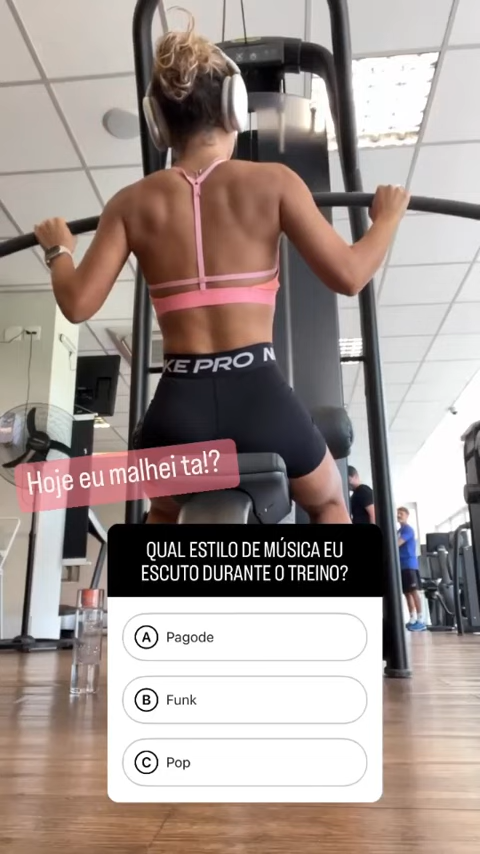 KE PRO N
Hoje eu malhei ta!?
QUAL ESTILO DE MÚSICA EU
ESCUTO DURANTE O TREINO?
A Pagode
B Funk
C Pop